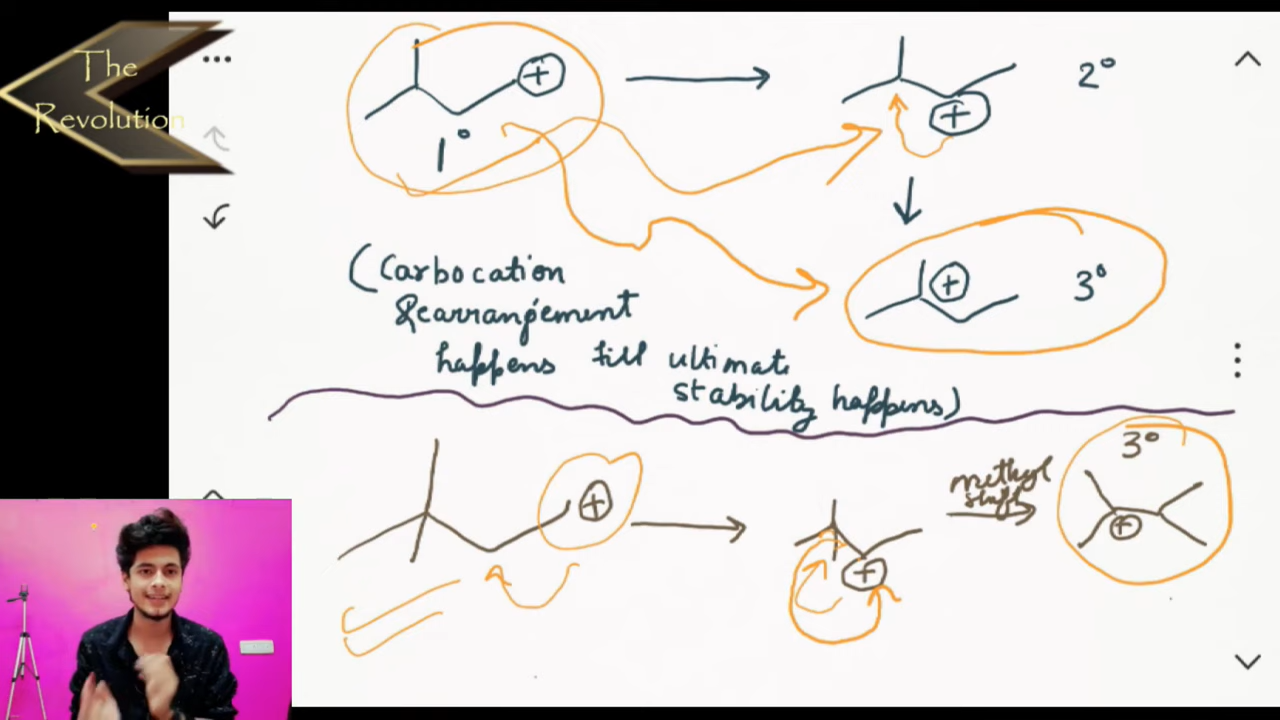 The
Revolution
+
+
2°
1°
(Carbocation
Rearrangement
happens till ultimate
stability happens)
+
3°
+
+
methyl
shift
3°
+